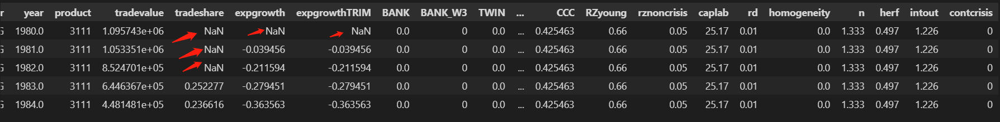 r year product tradevalue tradeshare expgrowth expgrowthTRIM BANK BANK_W3 TWIN ... CCC RZyoung rznoncrisis caplab rd homogeneity n herf intout contcrisis
G 1980.0 3111 1.095743e+06 NaN NaN NaN 0.0 0 0.0 ... 0.425463 0.66 0.05 25.17 0.01 0.0 1.333 0.497 1.226 0
G 1981.0 3111 1.053351e+06 NaN -0.039456 -0.039456 0.0 0 0.0 ... 0.425463 0.66 0.05 25.17 0.01 0.0 1.333 0.497 1.226 0
G 1982.0 3111 8.524701e+05 NaN -0.211594 -0.211594 0.0 0 0.0 ... 0.425463 0.66 0.05 25.17 0.01 0.0 1.333 0.497 1.226 0
G 1983.0 3111 6.446367e+05 0.252277 -0.279451 -0.279451 0.0 0 0.0 ... 0.425463 0.66 0.05 25.17 0.01 0.0 1.333 0.497 1.226 0
G 1984.0 3111 4.481481e+05 0.236616 -0.363563 -0.363563 0.0 0 0.0 ... 0.425463 0.66 0.05 25.17 0.01 0.0 1.333 0.497 1.226 0